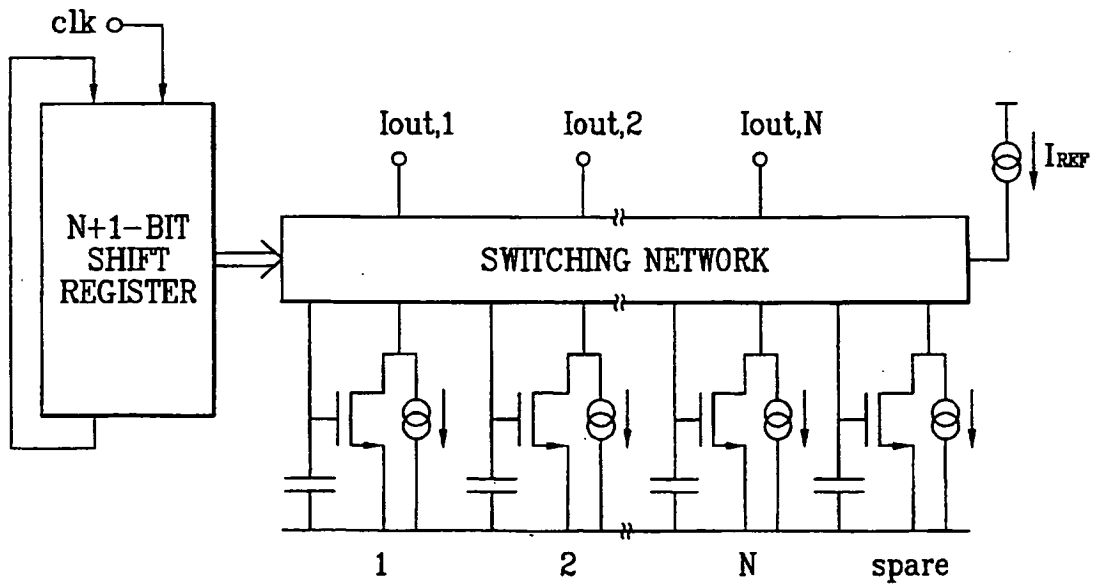 clk
Iout,1
Iout,2
Iout,N
IREF
N+1-BIT
SHIFT
REGISTER
SWITCHING NETWORK
1
2
N
spare